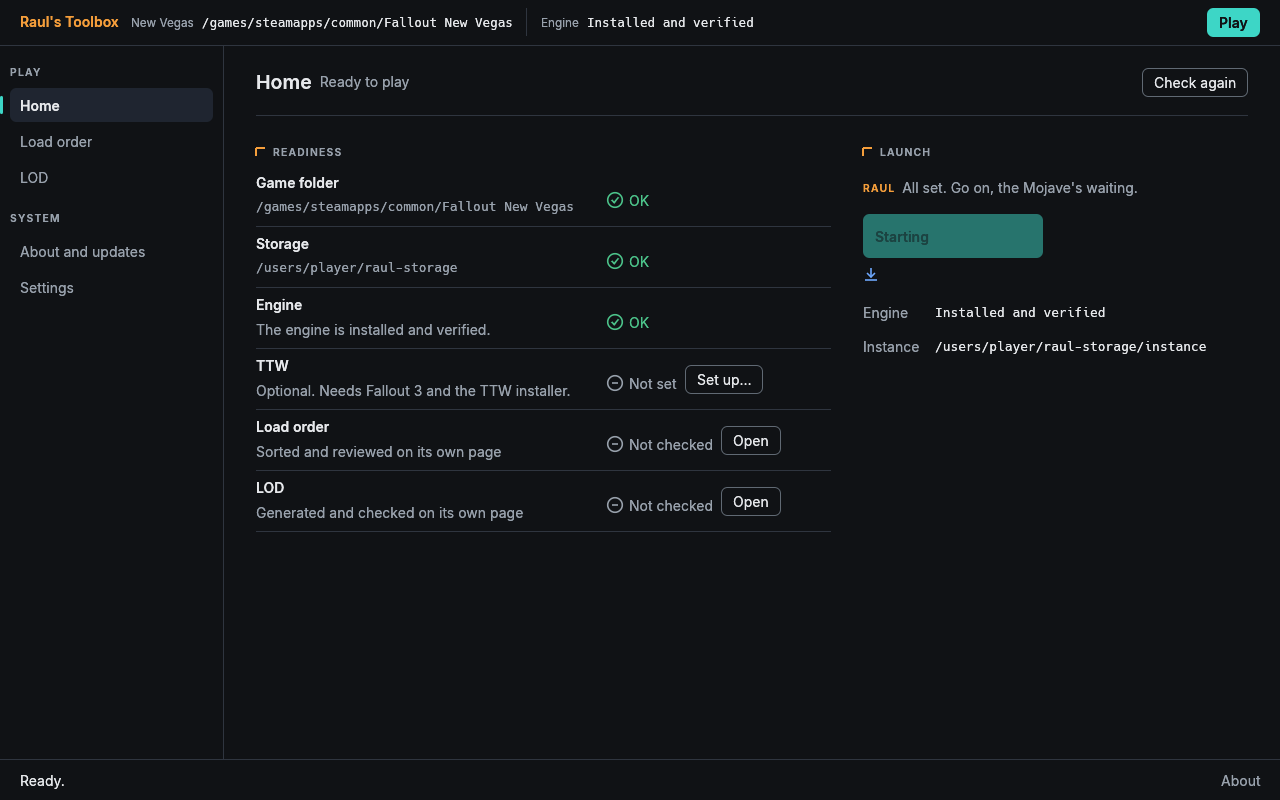 Raul's Toolbox New Vegas /games/steamapps/common/Fallout New Vegas Engine Installed and verified Play
PLAY
Home
Load order
LOD
SYSTEM
About and updates
Settings
Home Ready to play Check again
READINESS
Game folder
/games/steamapps/common/Fallout New Vegas OK
Storage
/users/player/raul-storage OK
Engine
The engine is installed and verified. OK
TTW
Optional. Needs Fallout 3 and the TTW installer. Not set Set up...
Load order
Sorted and reviewed on its own page Not checked Open
LOD
Generated and checked on its own page Not checked Open
LAUNCH
RAUL All set. Go on, the Mojave's waiting.
Starting
Engine Installed and verified
Instance /users/player/raul-storage/instance
Ready. About